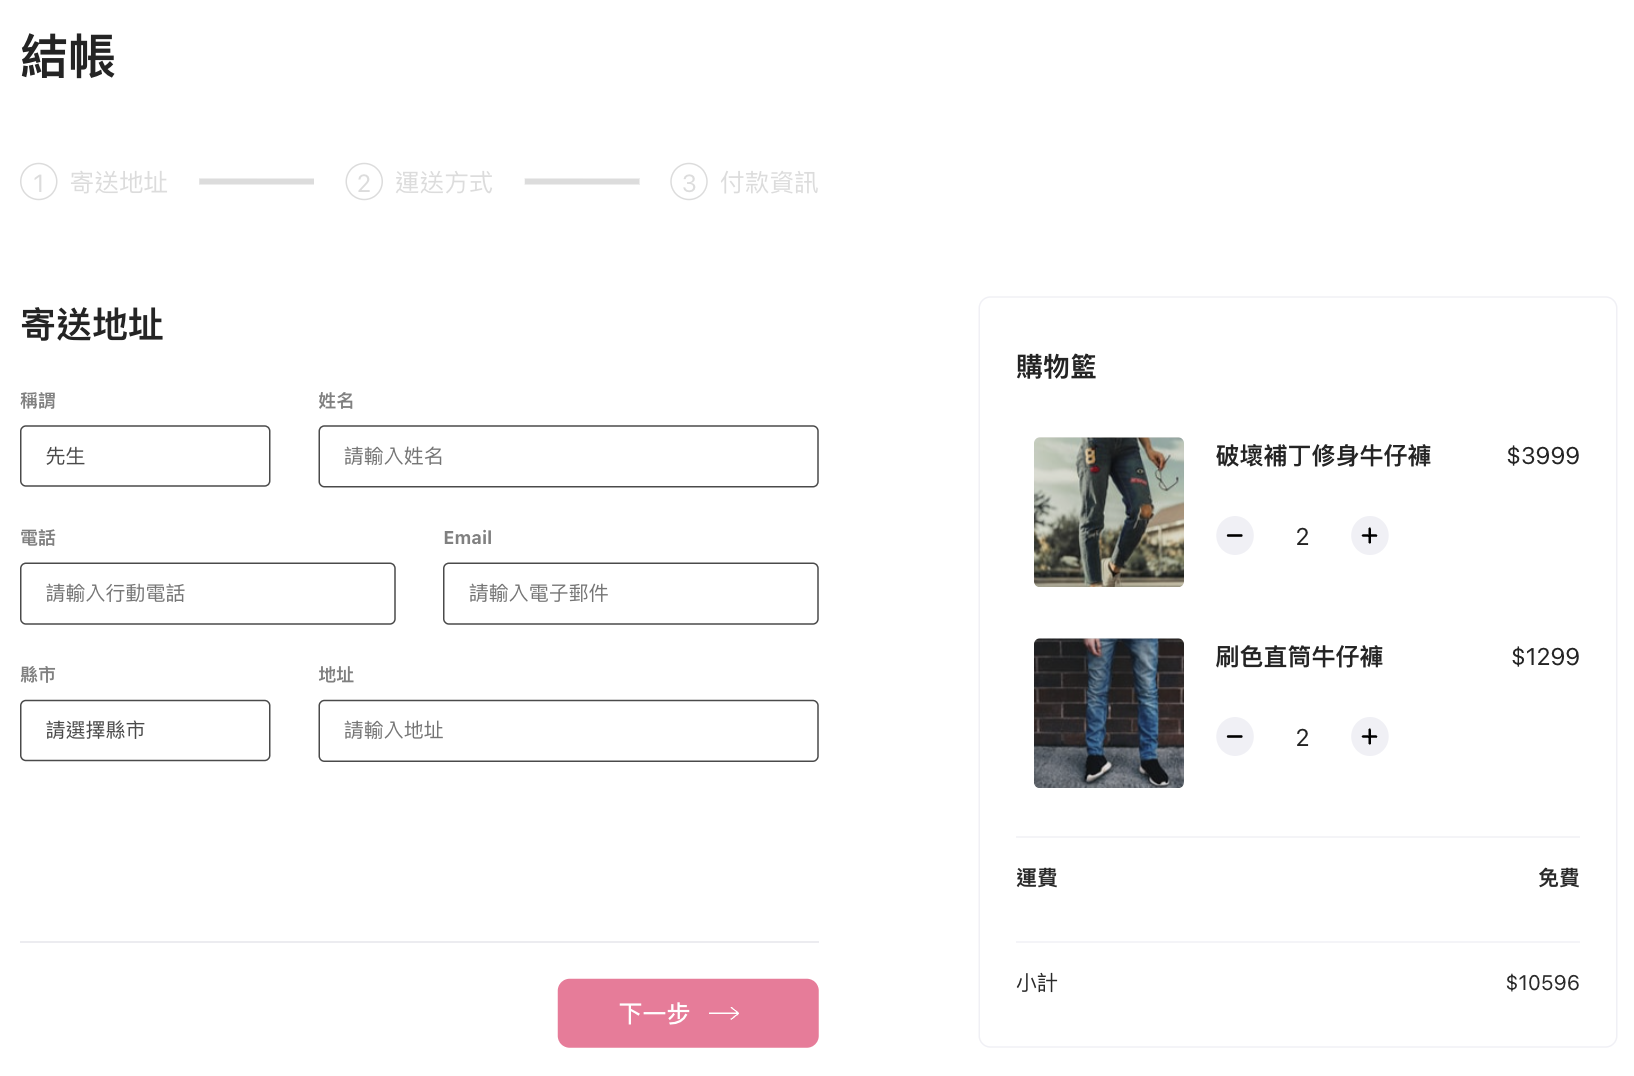 結帳
1 寄送地址 2 運送方式 3 付款資訊
寄送地址
稱謂 姓名
先生 請輸入姓名
電話 Email
請輸入行動電話 請輸入電子郵件
縣市 地址
請選擇縣市 請輸入地址
下一步 →
購物籃
破壞補丁修身牛仔褲 $3999
− 2 +
刷色直筒牛仔褲 $1299
− 2 +
運費 免費
小計 $10596